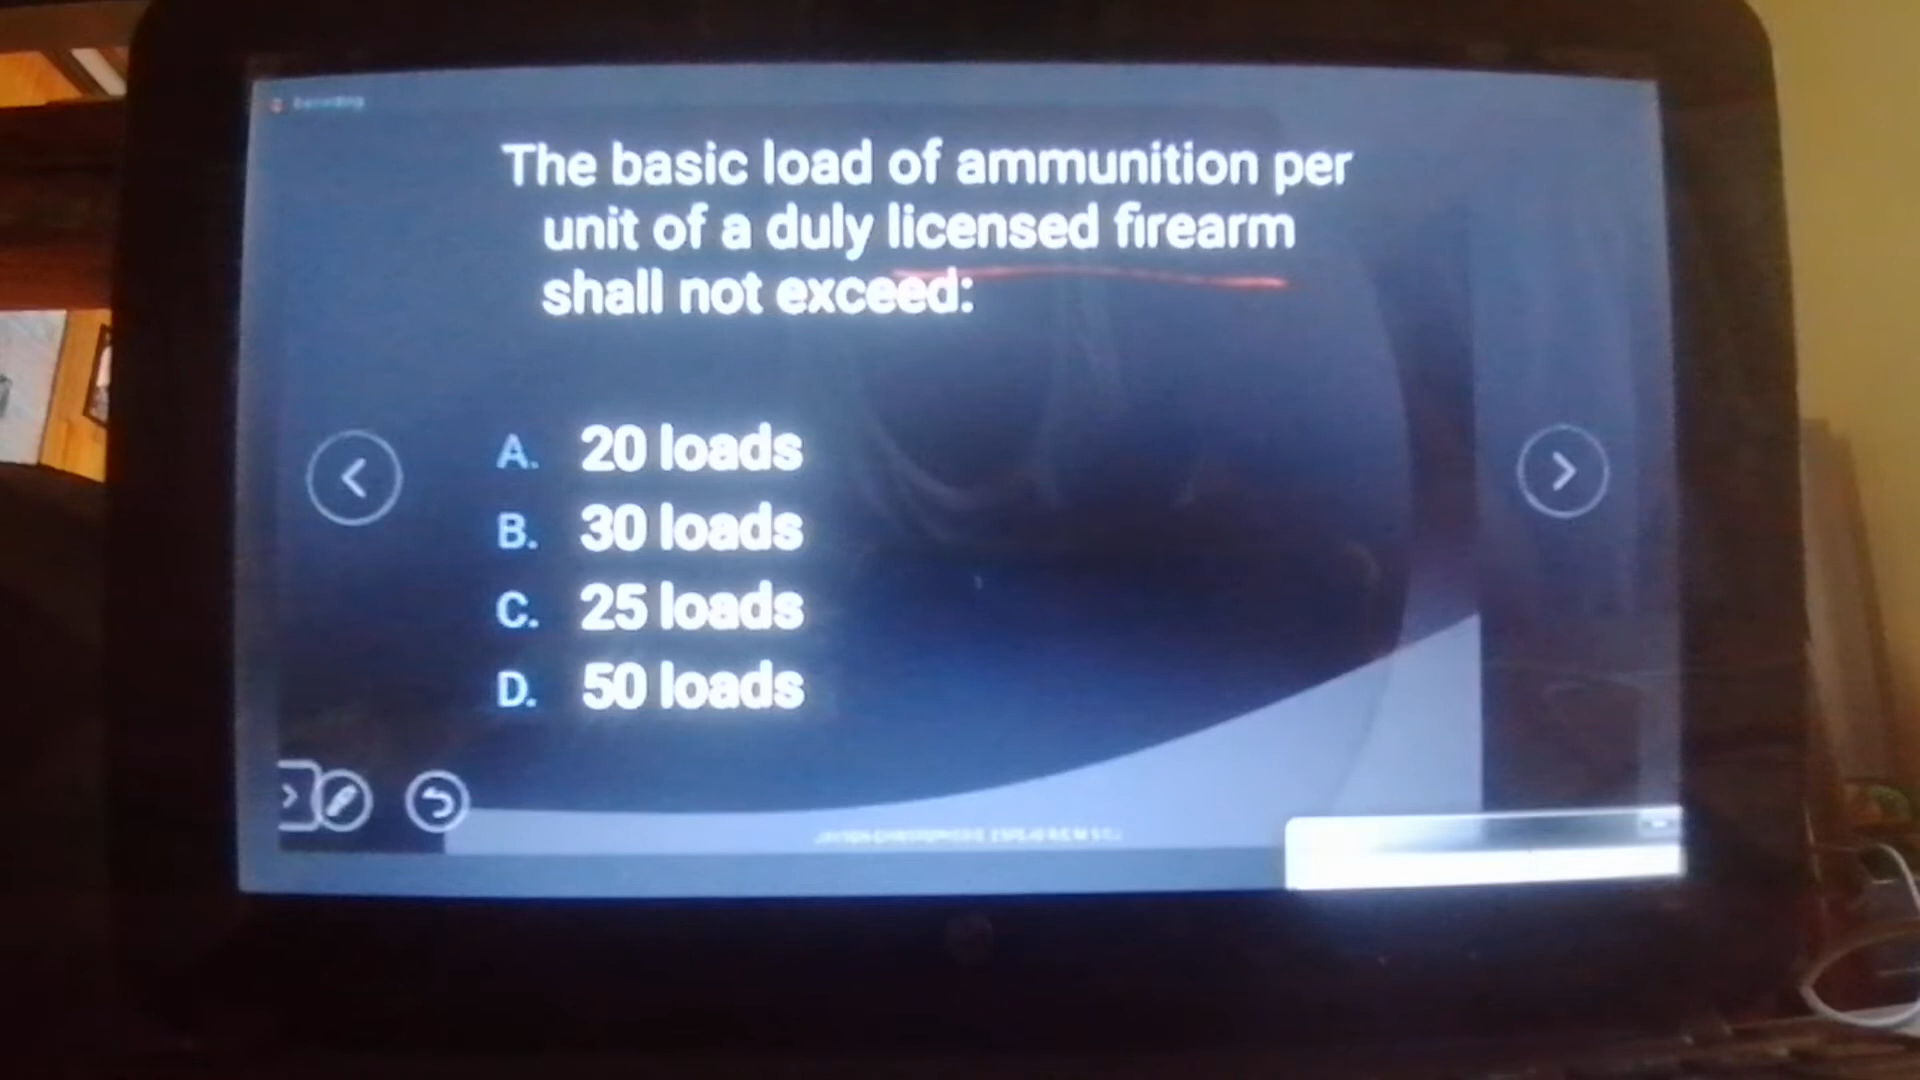 Recording
The basic load of ammunition per
unit of a duly licensed firearm
shall not exceed:
A. 20 loads
B. 30 loads
C. 25 loads
D. 50 loads